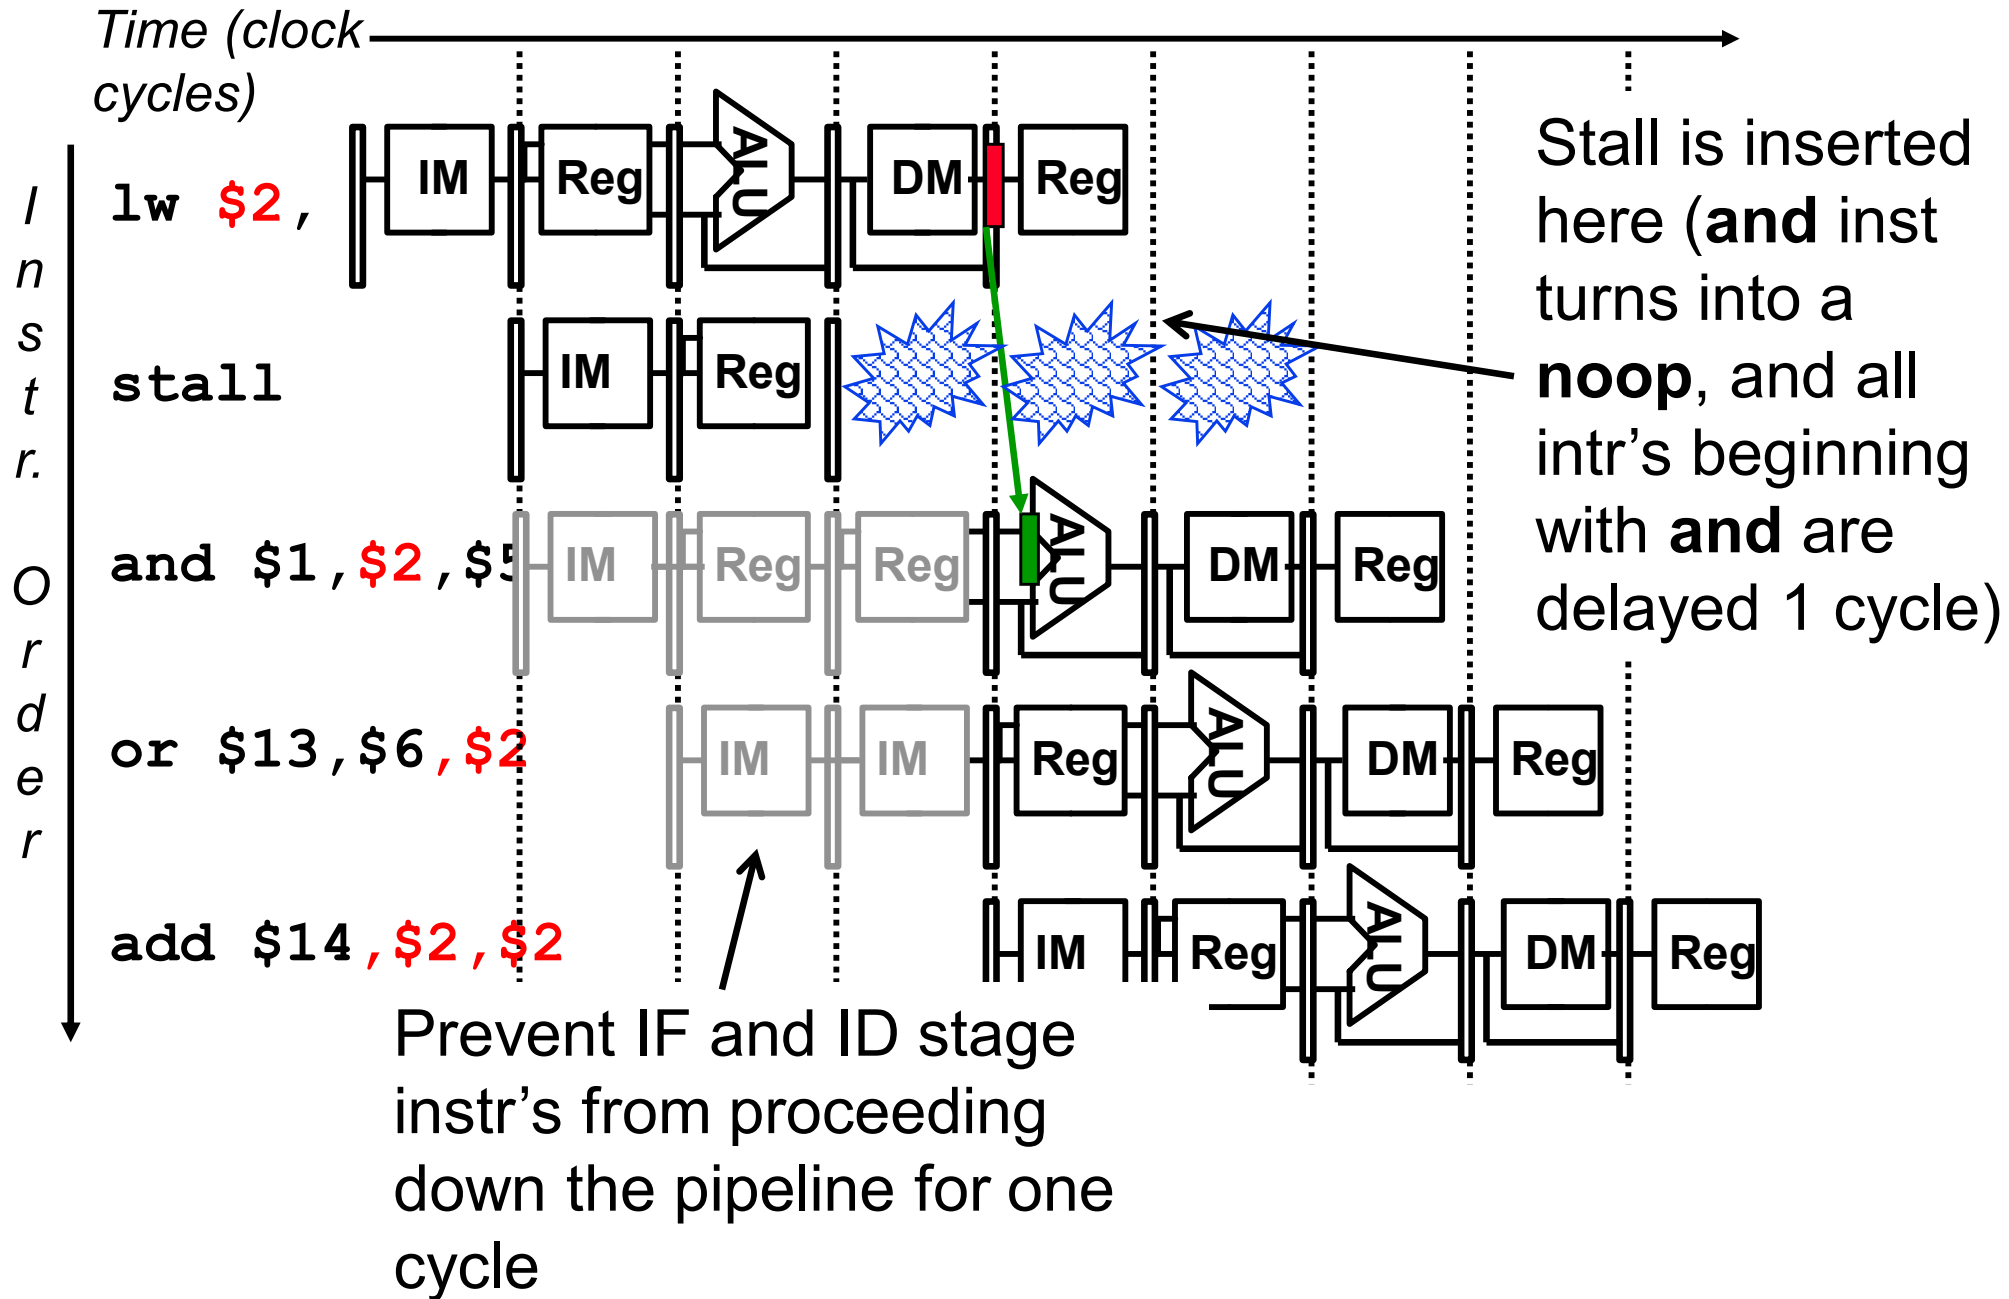 Time (clock
cycles)
Instr. Order
lw $2,
IM Reg ALU DM Reg
stall
IM Reg
and $1,$2,$5
IM Reg Reg ALU DM Reg
or $13,$6,$2
IM IM Reg ALU DM Reg
add $14,$2,$2
IM Reg ALU DM Reg
Stall is inserted
here (and inst
turns into a
noop, and all
intr’s beginning
with and are
delayed 1 cycle)
Prevent IF and ID stage
instr’s from proceeding
down the pipeline for one
cycle